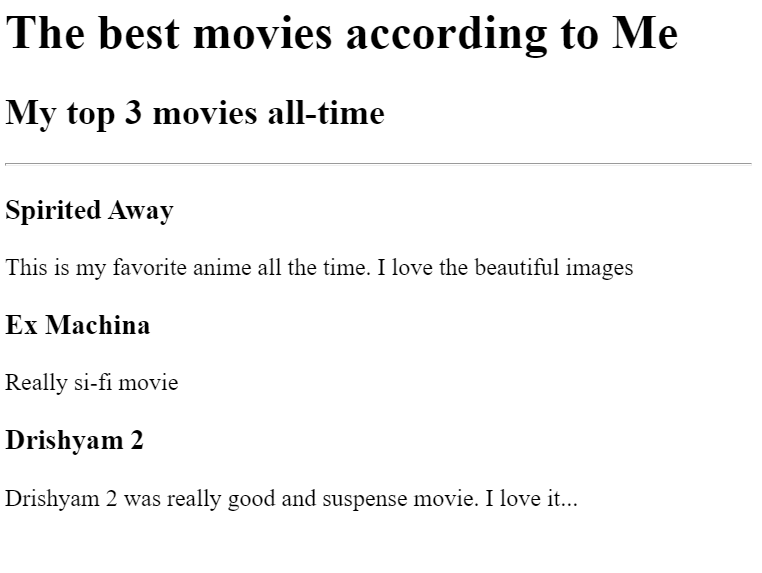 The best movies according to Me
My top 3 movies all-time
Spirited Away
This is my favorite anime all the time. I love the beautiful images
Ex Machina
Really si-fi movie
Drishyam 2
Drishyam 2 was really good and suspense movie. I love it...